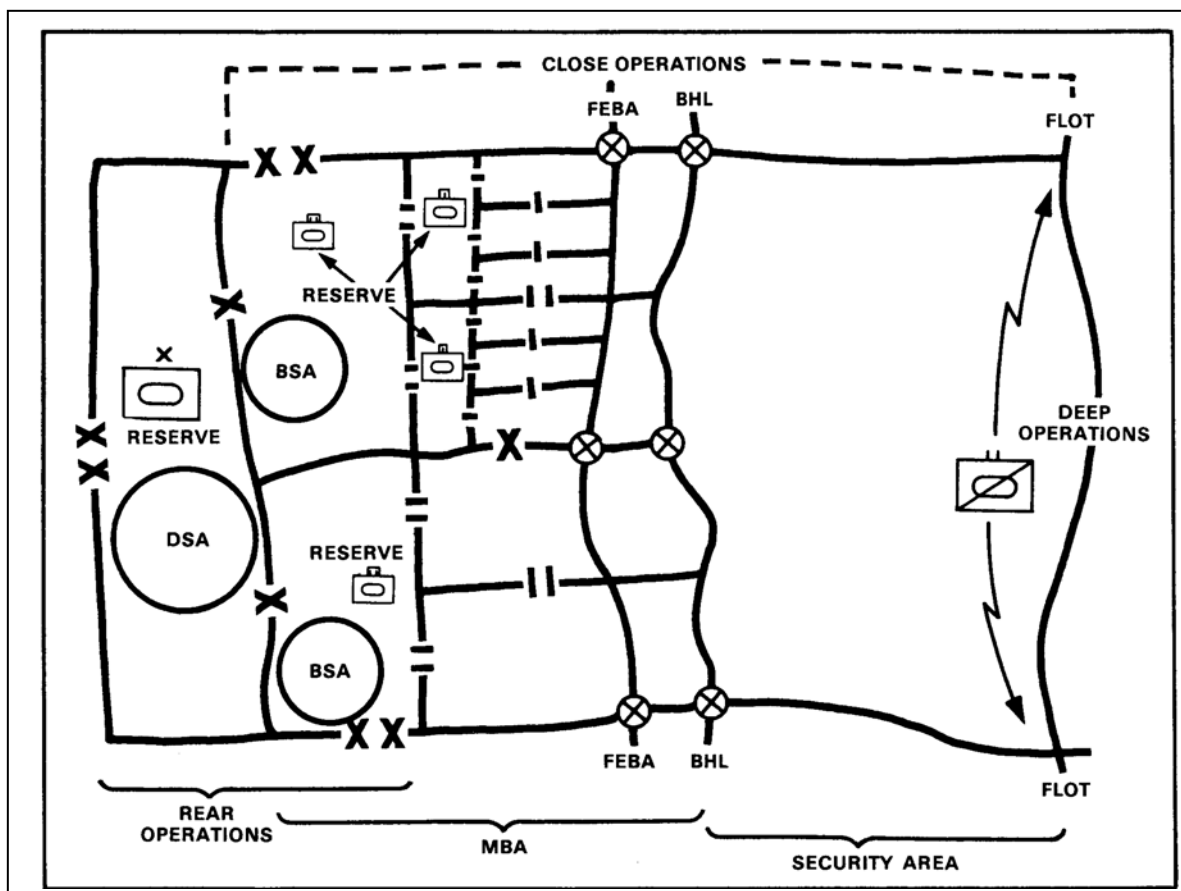 CLOSE OPERATIONS
FEBA
BHL
FLOT
RESERVE
BSA
RESERVE
DEEP
OPERATIONS
DSA
RESERVE
BSA
FEBA
BHL
FLOT
REAR
OPERATIONS
MBA
SECURITY AREA